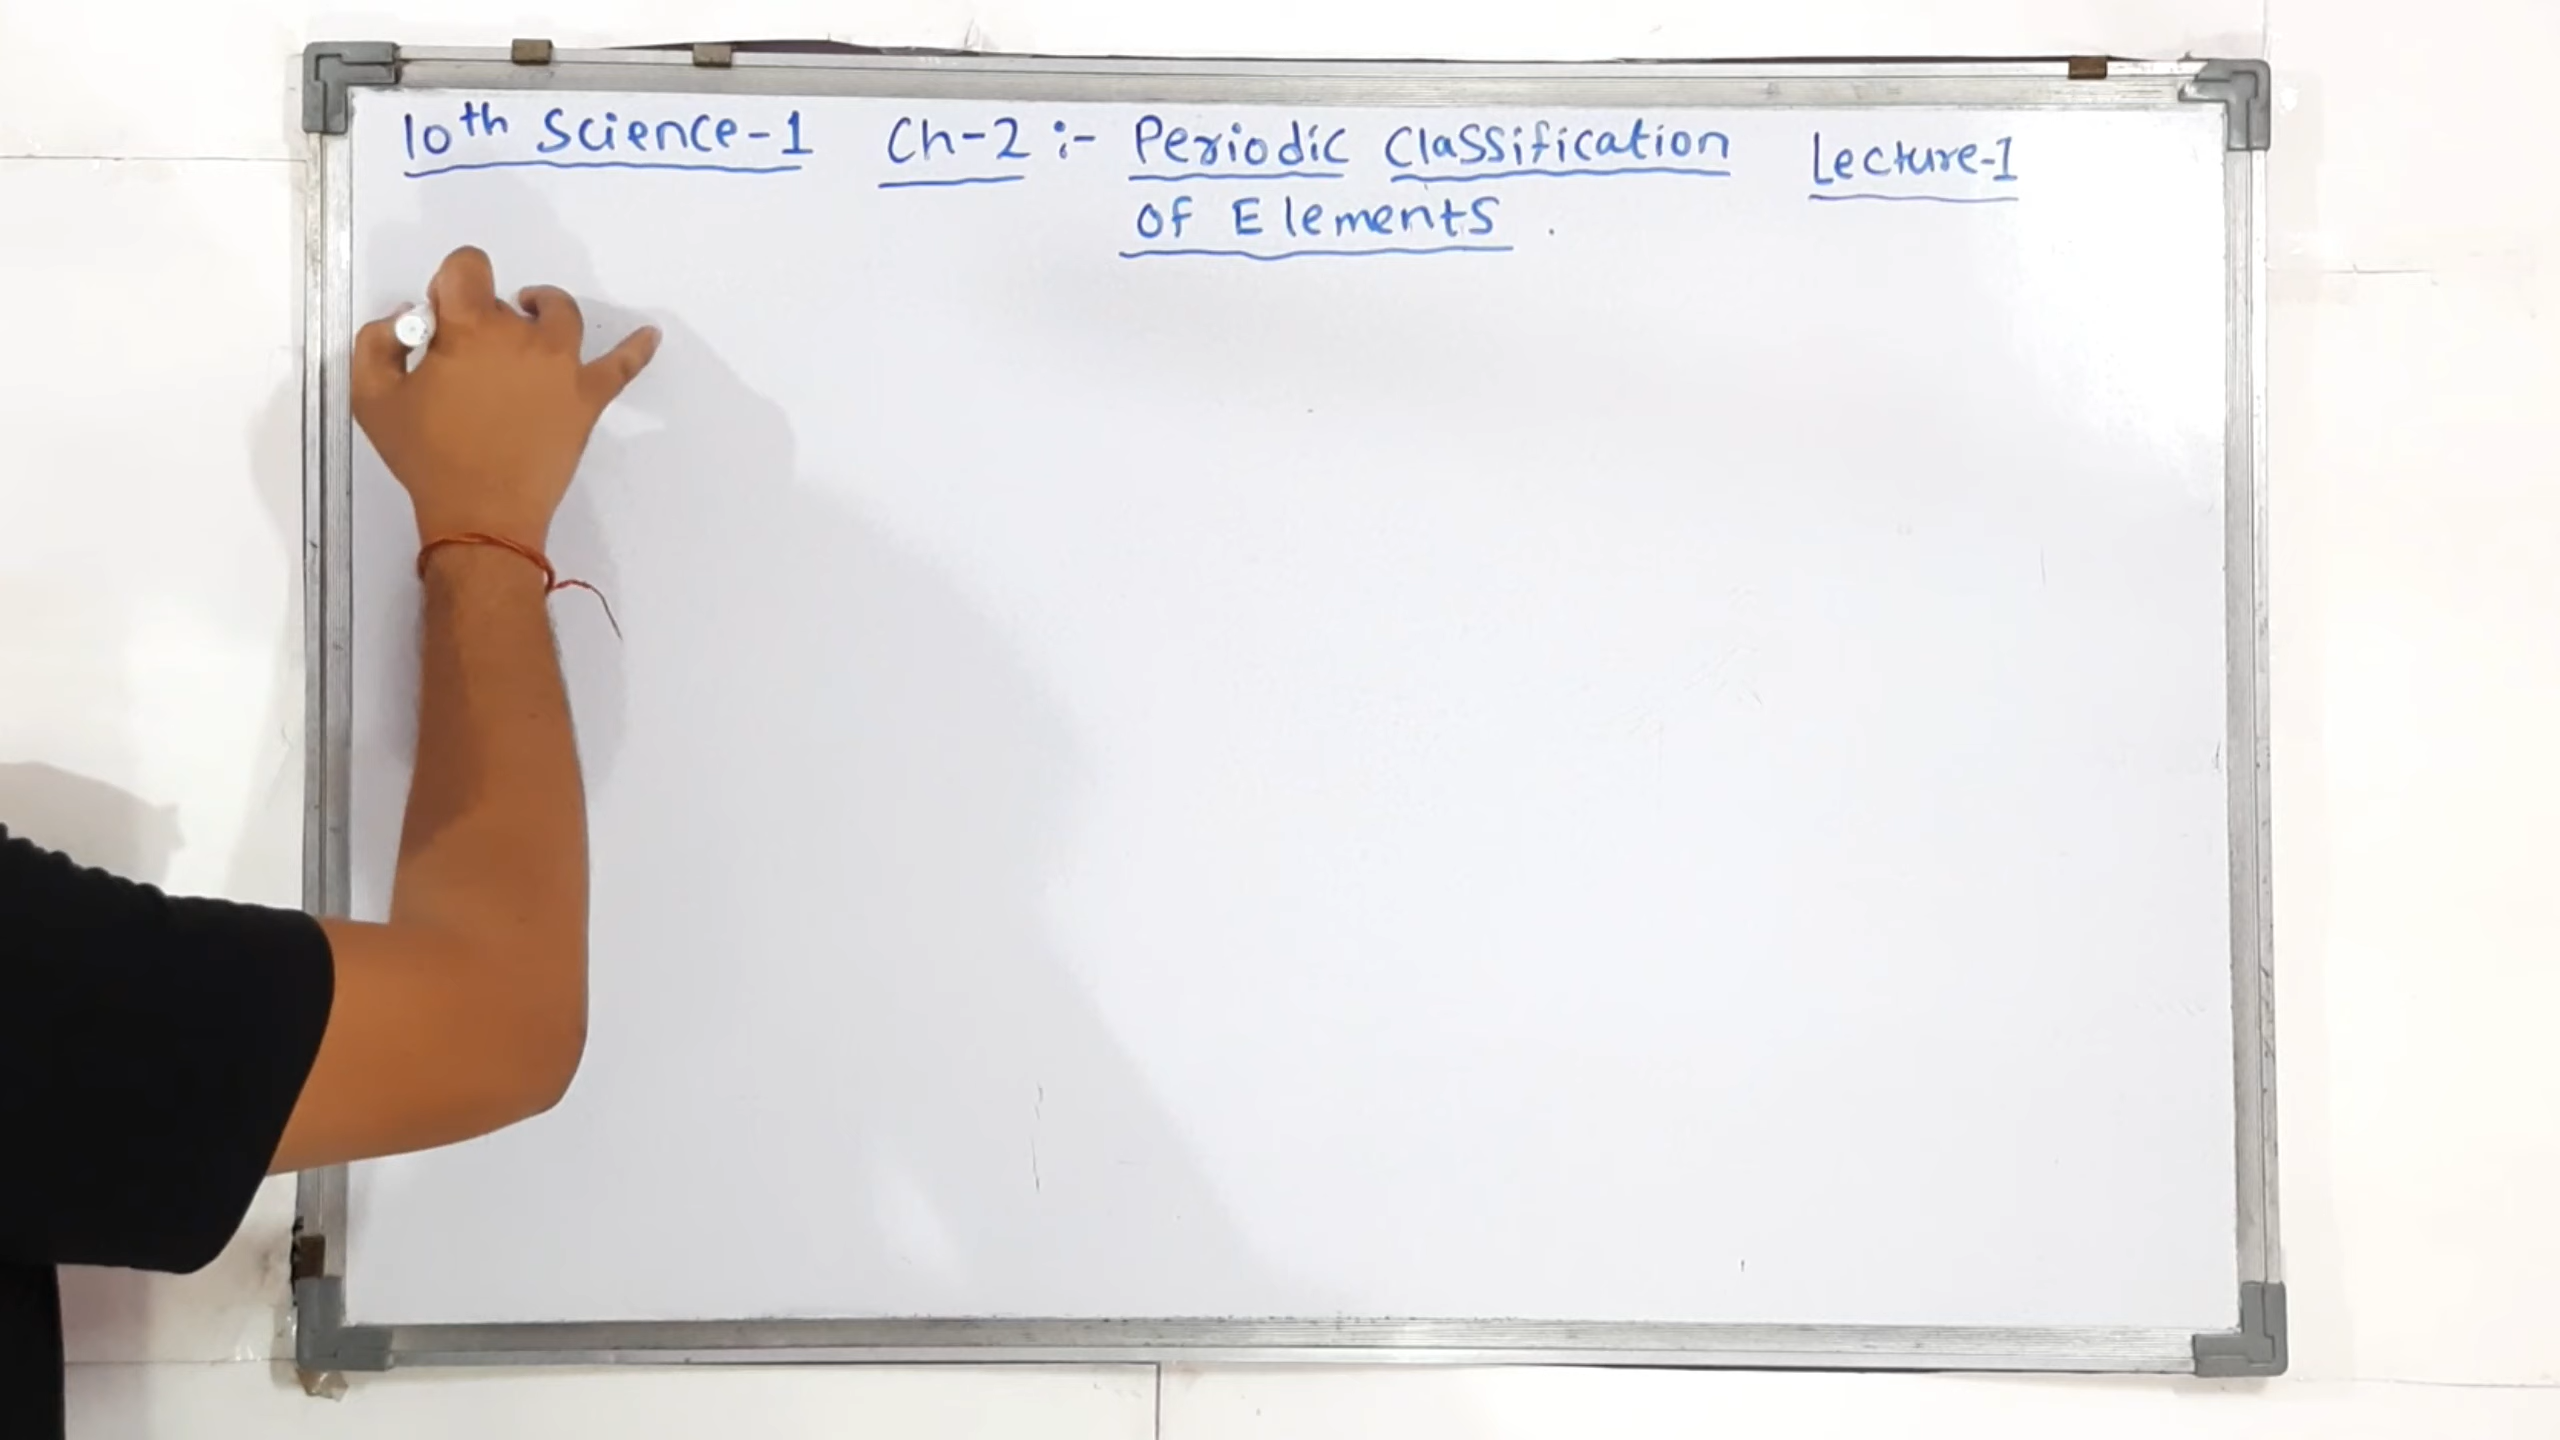 10th Science-1 Ch-2 :- Periodic Classification Lecture-1
of Elements .